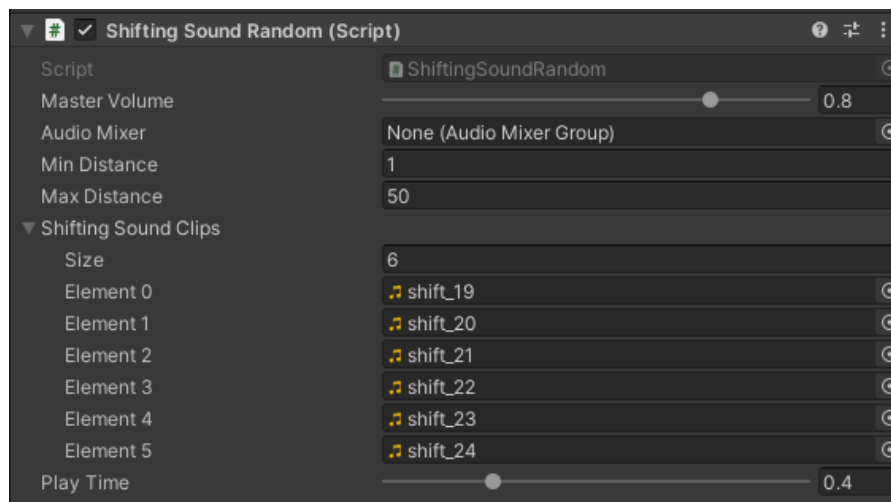 Shifting Sound Random (Script)
Script ShiftingSoundRandom
Master Volume 0.8
Audio Mixer None (Audio Mixer Group)
Min Distance 1
Max Distance 50
Shifting Sound Clips
Size 6
Element 0 shift_19
Element 1 shift_20
Element 2 shift_21
Element 3 shift_22
Element 4 shift_23
Element 5 shift_24
Play Time 0.4